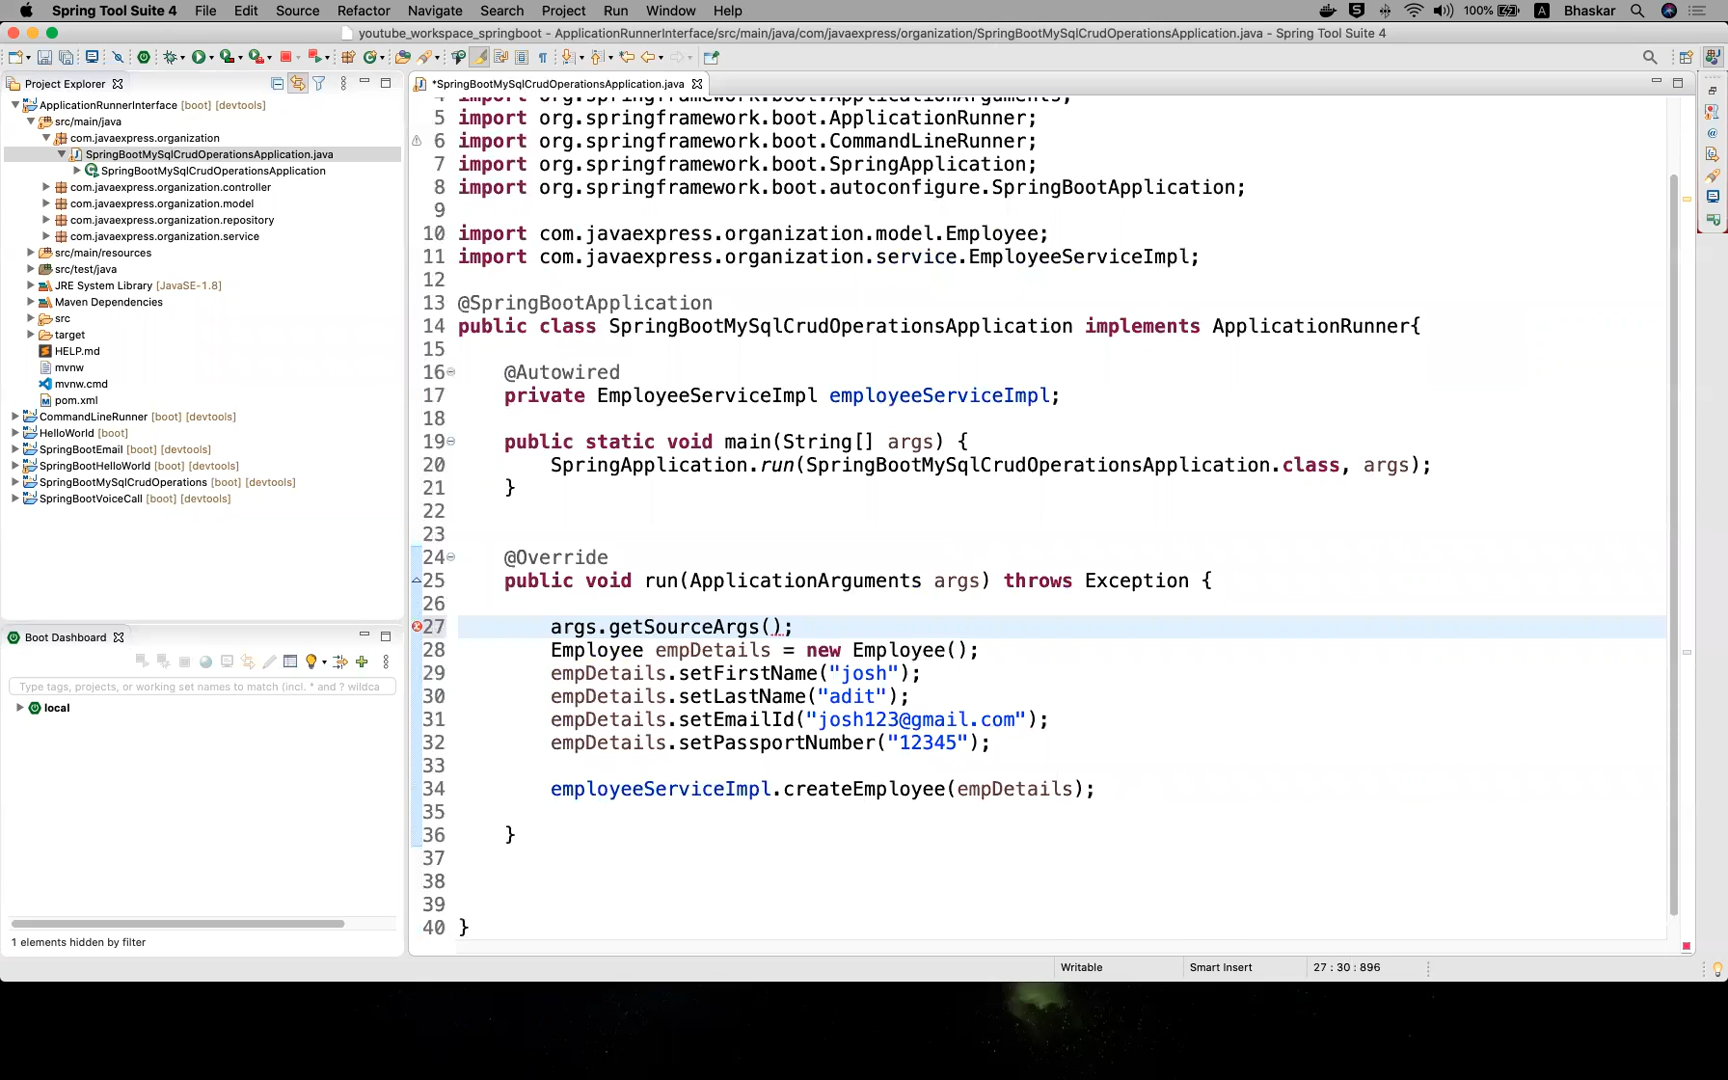 Spring Tool Suite 4 File Edit Source Refactor Navigate Search Project Run Window Help 100% A Bhaskar
youtube_workspace_springboot - ApplicationRunnerInterface/src/main/java/com/javaexpress/organization/SpringBootMySqlCrudOperationsApplication.java - Spring Tool Suite 4
Project Explorer
ApplicationRunnerInterface [boot] [devtools]
src/main/java
com.javaexpress.organization
SpringBootMySqlCrudOperationsApplication.java
SpringBootMySqlCrudOperationsApplication
com.javaexpress.organization.controller
com.javaexpress.organization.model
com.javaexpress.organization.repository
com.javaexpress.organization.service
src/main/resources
src/test/java
JRE System Library [JavaSE-1.8]
Maven Dependencies
src
target
HELP.md
mvnw
mvnw.cmd
pom.xml
CommandLineRunner [boot] [devtools]
HelloWorld [boot]
SpringBootEmail [boot] [devtools]
SpringBootHelloWorld [boot] [devtools]
SpringBootMySqlCrudOperations [boot] [devtools]
SpringBootVoiceCall [boot] [devtools]
Boot Dashboard
Type tags, projects, or working set names to match (incl. * and ? wildca
local
1 elements hidden by filter
*SpringBootMySqlCrudOperationsApplication.java
4 import org.springframework.boot.ApplicationArguments;
5 import org.springframework.boot.ApplicationRunner;
6 import org.springframework.boot.CommandLineRunner;
7 import org.springframework.boot.SpringApplication;
8 import org.springframework.boot.autoconfigure.SpringBootApplication;
9
10 import com.javaexpress.organization.model.Employee;
11 import com.javaexpress.organization.service.EmployeeServiceImpl;
12
13 @SpringBootApplication
14 public class SpringBootMySqlCrudOperationsApplication implements ApplicationRunner{
15
16 @Autowired
17 private EmployeeServiceImpl employeeServiceImpl;
18
19 public static void main(String[] args) {
20 SpringApplication.run(SpringBootMySqlCrudOperationsApplication.class, args);
21 }
22
23
24 @Override
25 public void run(ApplicationArguments args) throws Exception {
26
27 args.getSourceArgs();
28 Employee empDetails = new Employee();
29 empDetails.setFirstName("josh");
30 empDetails.setLastName("adit");
31 empDetails.setEmailId("josh123@gmail.com");
32 empDetails.setPassportNumber("12345");
33
34 employeeServiceImpl.createEmployee(empDetails);
35
36 }
37
38
39
40 }
Writable Smart Insert 27 : 30 : 896